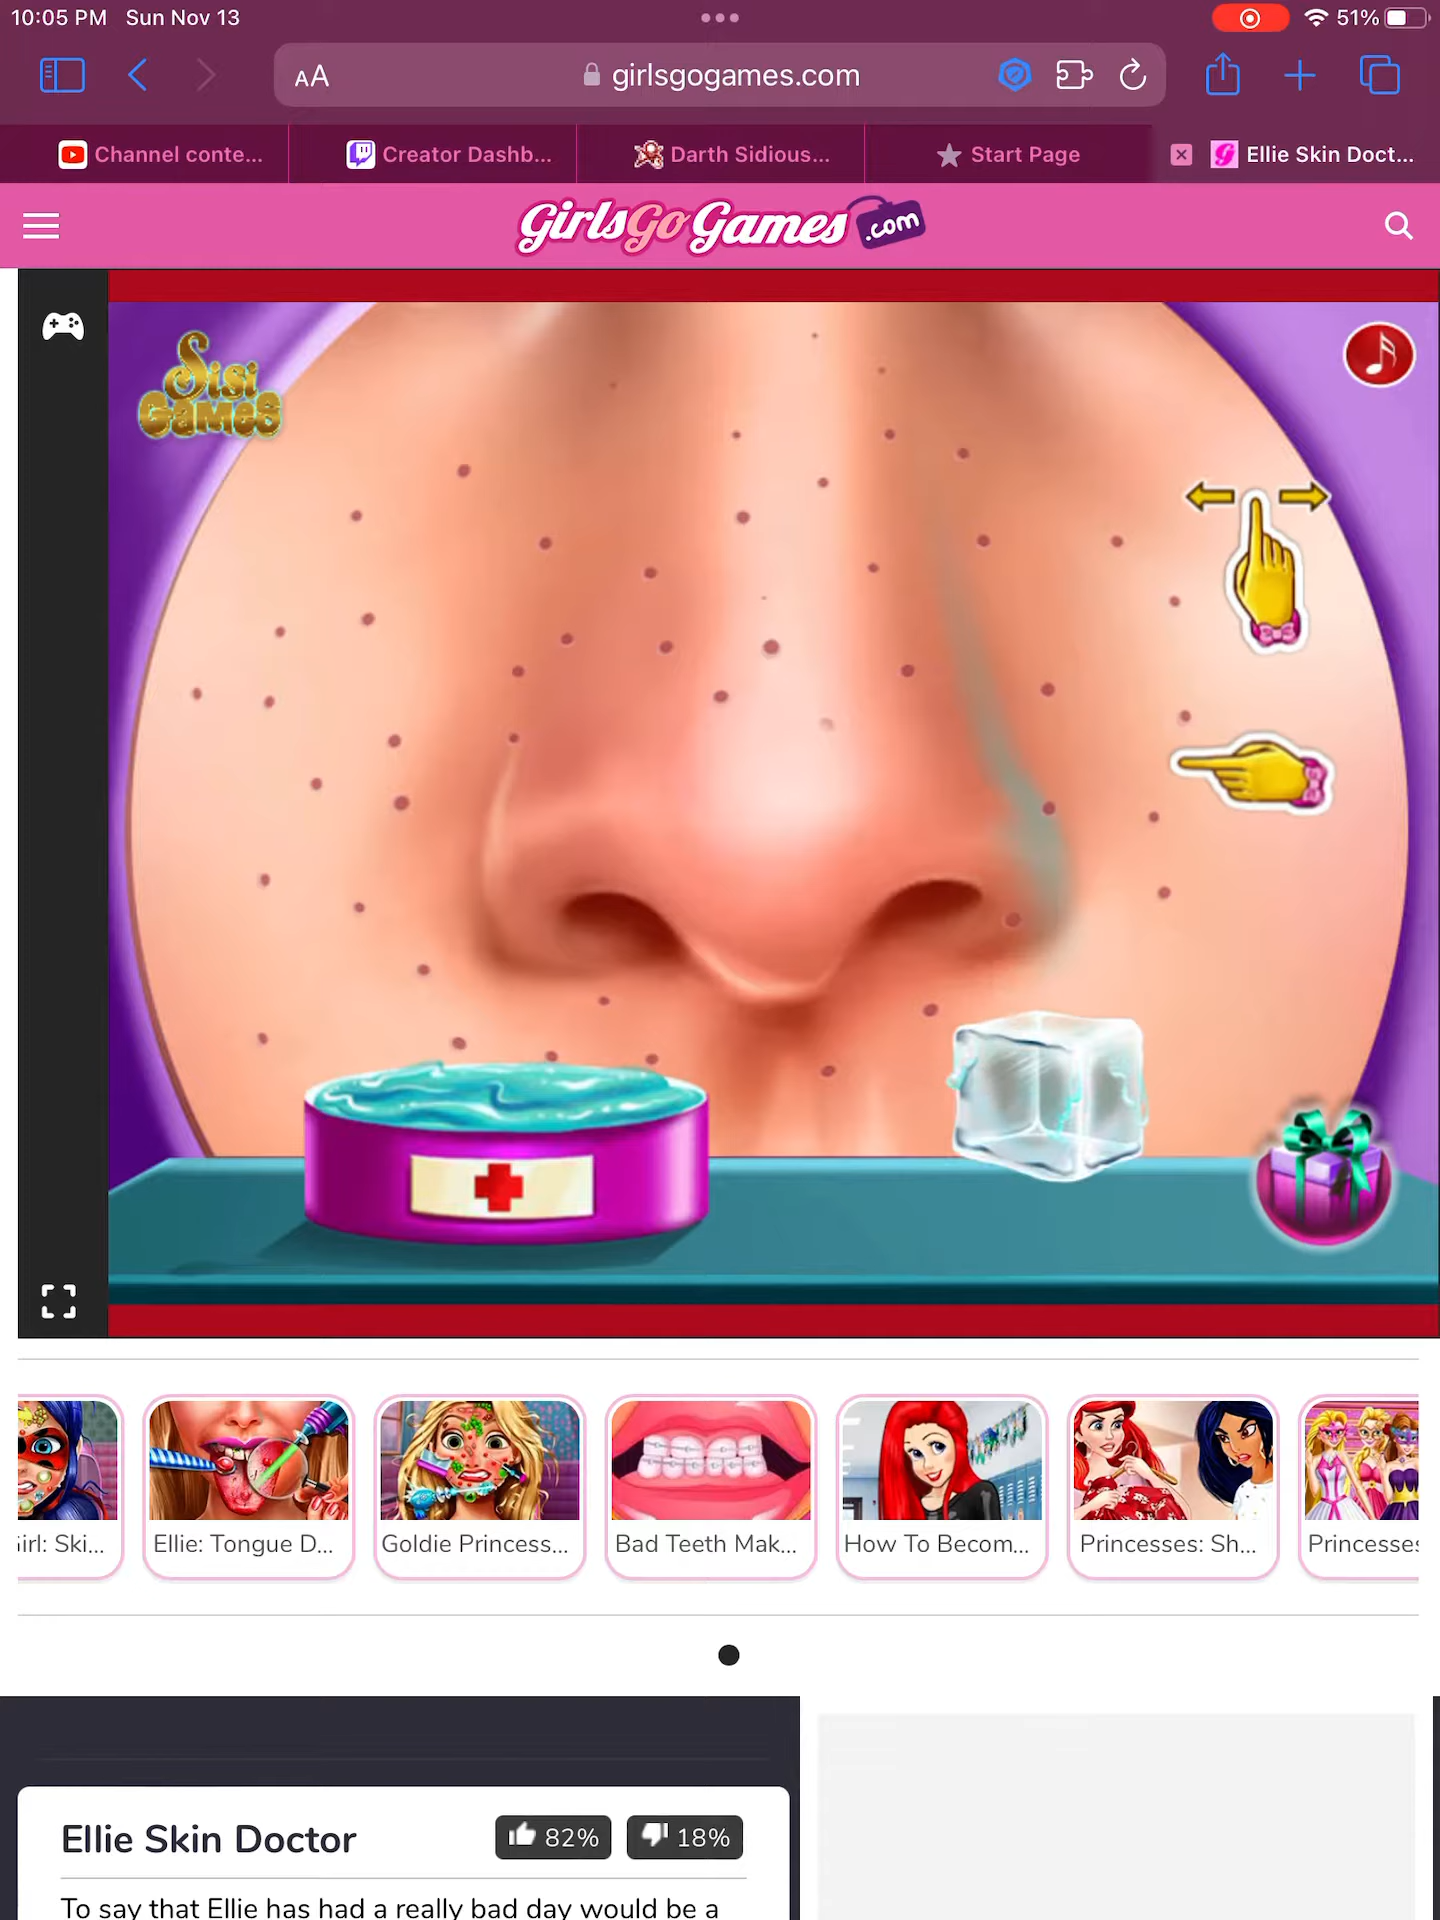 10:05 PM Sun Nov 13
51%
AA
girlsgogames.com
Channel conte...
Creator Dashb...
Darth Sidious...
Start Page
Ellie Skin Doct...
GirlsGoGames.com
Sisi
Games
Girl: Ski...
Ellie: Tongue D...
Goldie Princess...
Bad Teeth Mak...
How To Becom...
Princesses: Sh...
Princesses
Ellie Skin Doctor
82%
18%
To say that Ellie has had a really bad day would be a